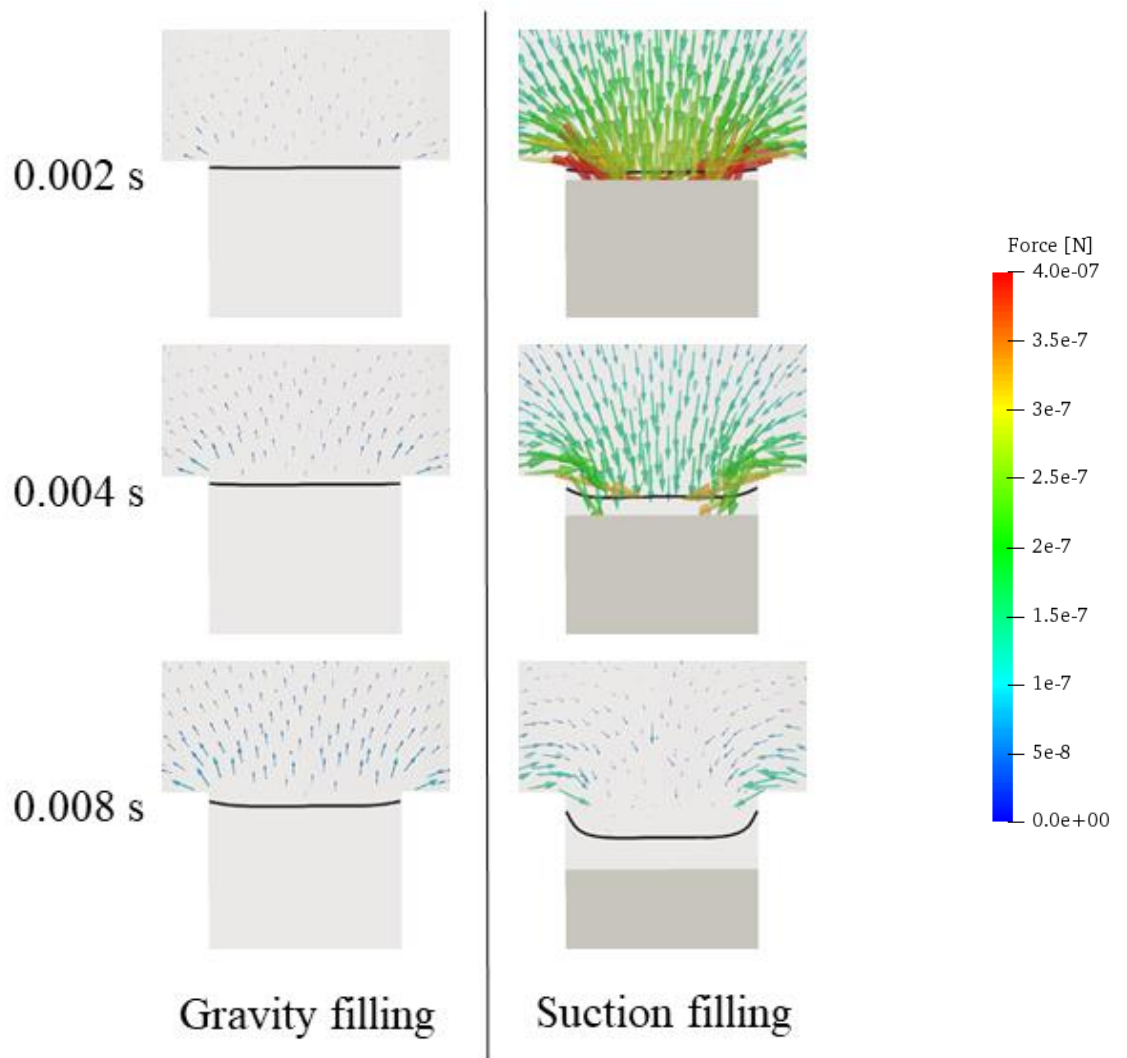 0.002 s
0.004 s
0.008 s
Gravity filling
Suction filling
Force [N]
4.0e-07
3.5e-7
3e-7
2.5e-7
2e-7
1.5e-7
1e-7
5e-8
0.0e+00